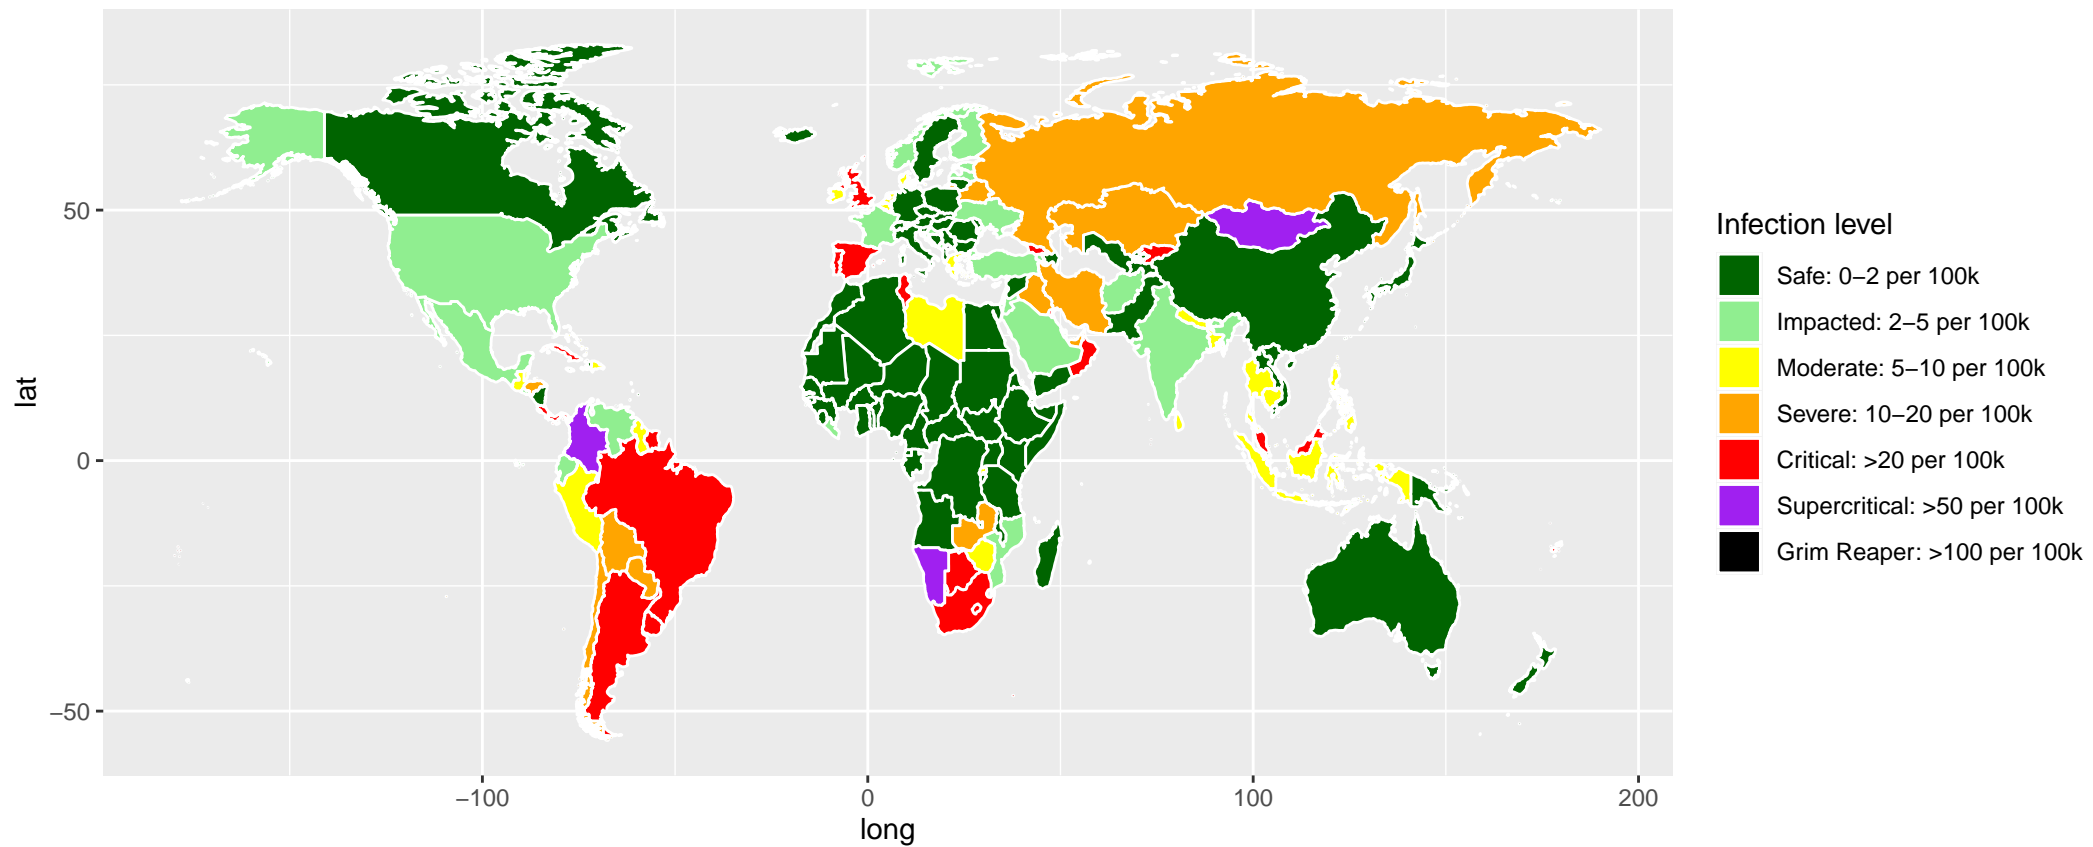 Infection level
Safe: 0–2 per 100k
Impacted: 2–5 per 100k
Moderate: 5–10 per 100k
Severe: 10–20 per 100k
Critical: >20 per 100k
Supercritical: >50 per 100k
Grim Reaper: >100 per 100k
50
0
−50
lat
−100
0
100
200
long